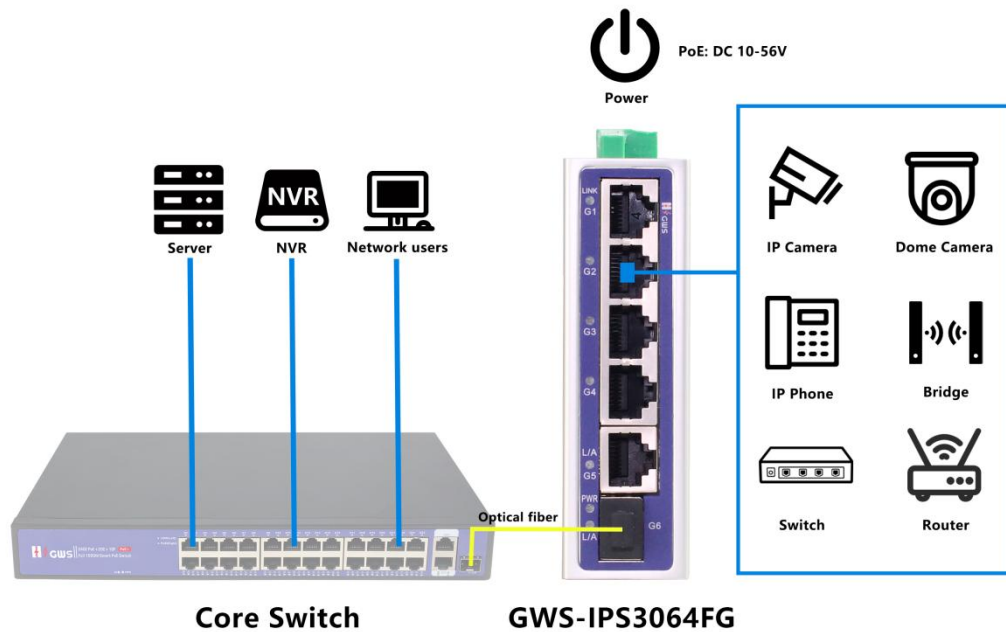 PoE: DC 10-56V
Power
NVR
Server
NVR
Network users
LINK
G1
GWS
G2
G3
G4
L/A
G5
PWR
G6
L/A
IP Camera
Dome Camera
IP Phone
Bridge
Switch
Router
Optical fiber
GWS
Core Switch
GWS-IPS3064FG